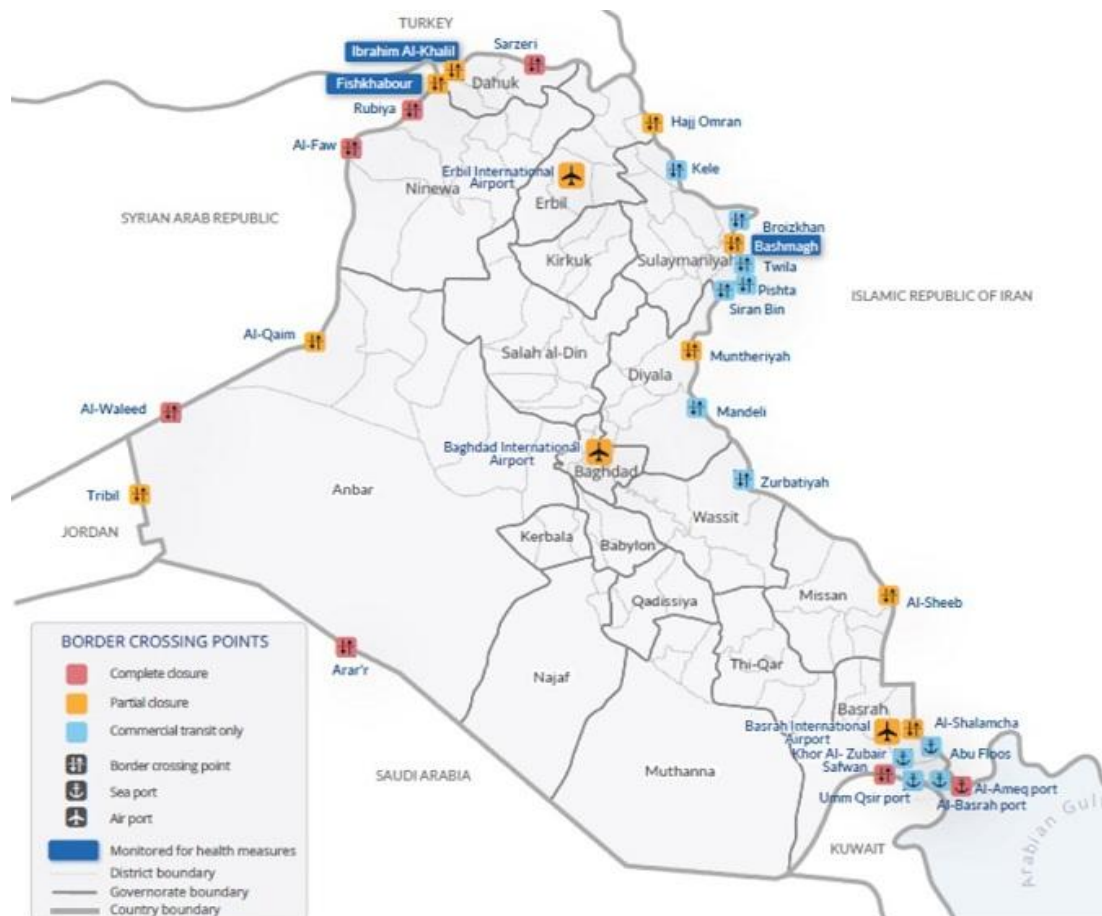 TURKEY
Ibrahim Al-Khalil
Sarzeri
Fishkhabour
Dahuk
Rubiya
Hajj Omran
Al-Faw
Kele
Erbil International
Airport
Ninewa
Erbil
SYRIAN ARAB REPUBLIC
Broizkhan
Bashmagh
Kirkuk
Sulaymaniyah
Twila
Pishta
ISLAMIC REPUBLIC OF IRAN
Siran Bin
Al-Qaim
Salah al-Din
Muntheriyah
Diyala
Al-Waleed
Mandeli
Baghdad International
Airport
Baghdad
Zurbatiyah
Anbar
Tribil
Wassit
JORDAN
Kerbala
Babylon
Missan
Al-Sheeb
Qadissiya
BORDER CROSSING POINTS
Complete closure
Partial closure
Commercial transit only
Border crossing point
Sea port
Air port
Monitored for health measures
District boundary
Governorate boundary
Country boundary
Arar'r
Najaf
Thi-Qar
Basrah
Basrah International
Airport
Al-Shalamcha
Khor Al- Zubair
Abu Floos
Safwan
SAUDI ARABIA
Muthanna
Umm Qsir port
Al-Ameq port
Al-Basrah port
KUWAIT
Arabian Gul